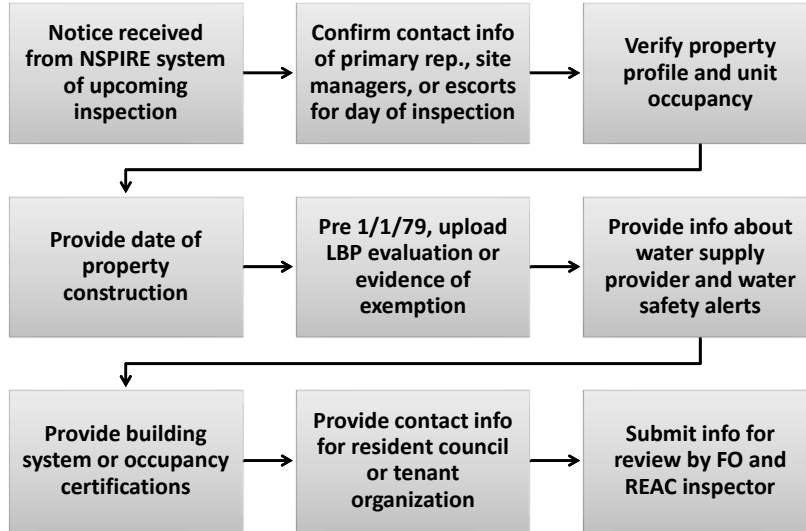 Notice received
from NSPIRE system
of upcoming
inspection
Confirm contact info
of primary rep., site
managers, or escorts
for day of inspection
Verify property
profile and unit
occupancy
Provide date of
property
construction
Pre 1/1/79, upload
LBP evaluation or
evidence of
exemption
Provide info about
water supply
provider and water
safety alerts
Provide building
system or occupancy
certifications
Provide contact info
for resident council
or tenant
organization
Submit info for
review by FO and
REAC inspector